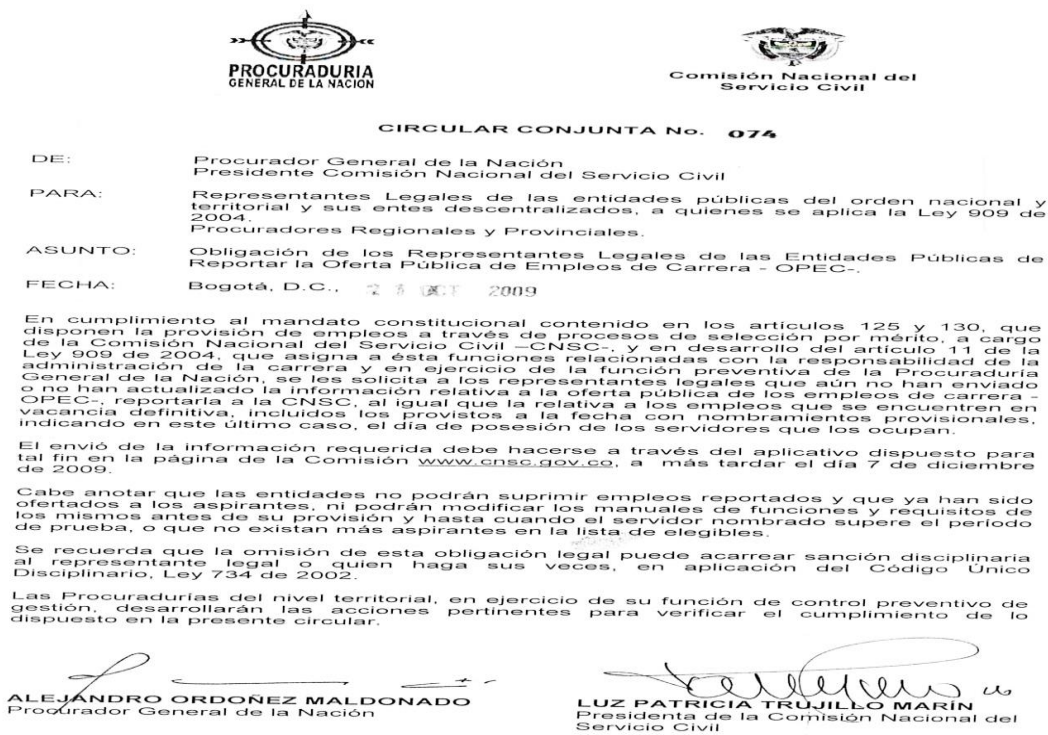 PROCURADURIA
GENERAL DE LA NACION
Comisión Nacional del
Servicio Civil
CIRCULAR CONJUNTA No. 074
DE: Procurador General de la Nación
Presidente Comisión Nacional del Servicio Civil
PARA: Representantes Legales de las entidades públicas del orden nacional y
territorial y sus entes descentralizados, a quienes se aplica la Ley 909 de
2004.
Procuradores Regionales y Provinciales.
ASUNTO: Obligación de los Representantes Legales de las Entidades Públicas de
Reportar la Oferta Pública de Empleos de Carrera - OPEC-.
FECHA: Bogotá, D.C., OCT 2009
En cumplimiento al mandato constitucional contenido en los artículos 125 y 130, que
disponen la provisión de empleos a través de procesos de selección por mérito, a cargo
de la Comisión Nacional del Servicio Civil –CNSC-, y en desarrollo del artículo 11 de la
Ley 909 de 2004, que asigna a ésta funciones relacionadas con la responsabilidad de la
administración de la carrera y en ejercicio de la función preventiva de la Procuraduría
General de la Nación, se les solicita a los representantes legales que aún no han enviado
o no han actualizado la información relativa a la oferta pública de los empleos de carrera -
OPEC-, reportarla a la CNSC, al igual que la relativa a los empleos que se encuentren en
vacancia definitiva, incluidos los provistos a la fecha con nombramientos provisionales,
indicando en este último caso, el día de posesión de los servidores que los ocupan.
El envió de la información requerida debe hacerse a través del aplicativo dispuesto para
tal fin en la página de la Comisión www.cnsc.gov.co, a más tardar el día 7 de diciembre
de 2009.
Cabe anotar que las entidades no podrán suprimir empleos reportados y que ya han sido
ofertados a los aspirantes, ni podrán modificar los manuales de funciones y requisitos de
los mismos antes de su provisión y hasta cuando el servidor nombrado supere el período
de prueba, o que no existan más aspirantes en la lista de elegibles.
Se recuerda que la omisión de esta obligación legal puede acarrear sanción disciplinaria
al representante legal o quien haga sus veces, en aplicación del Código Único
Disciplinario, Ley 734 de 2002.
Las Procuradurías del nivel territorial, en ejercicio de su función de control preventivo de
gestión, desarrollarán las acciones pertinentes para verificar el cumplimiento de lo
dispuesto en la presente circular.
ALEJANDRO ORDOÑEZ MALDONADO
Procurador General de la Nación
LUZ PATRICIA TRUJILLO MARÍN
Presidenta de la Comisión Nacional del
Servicio Civil